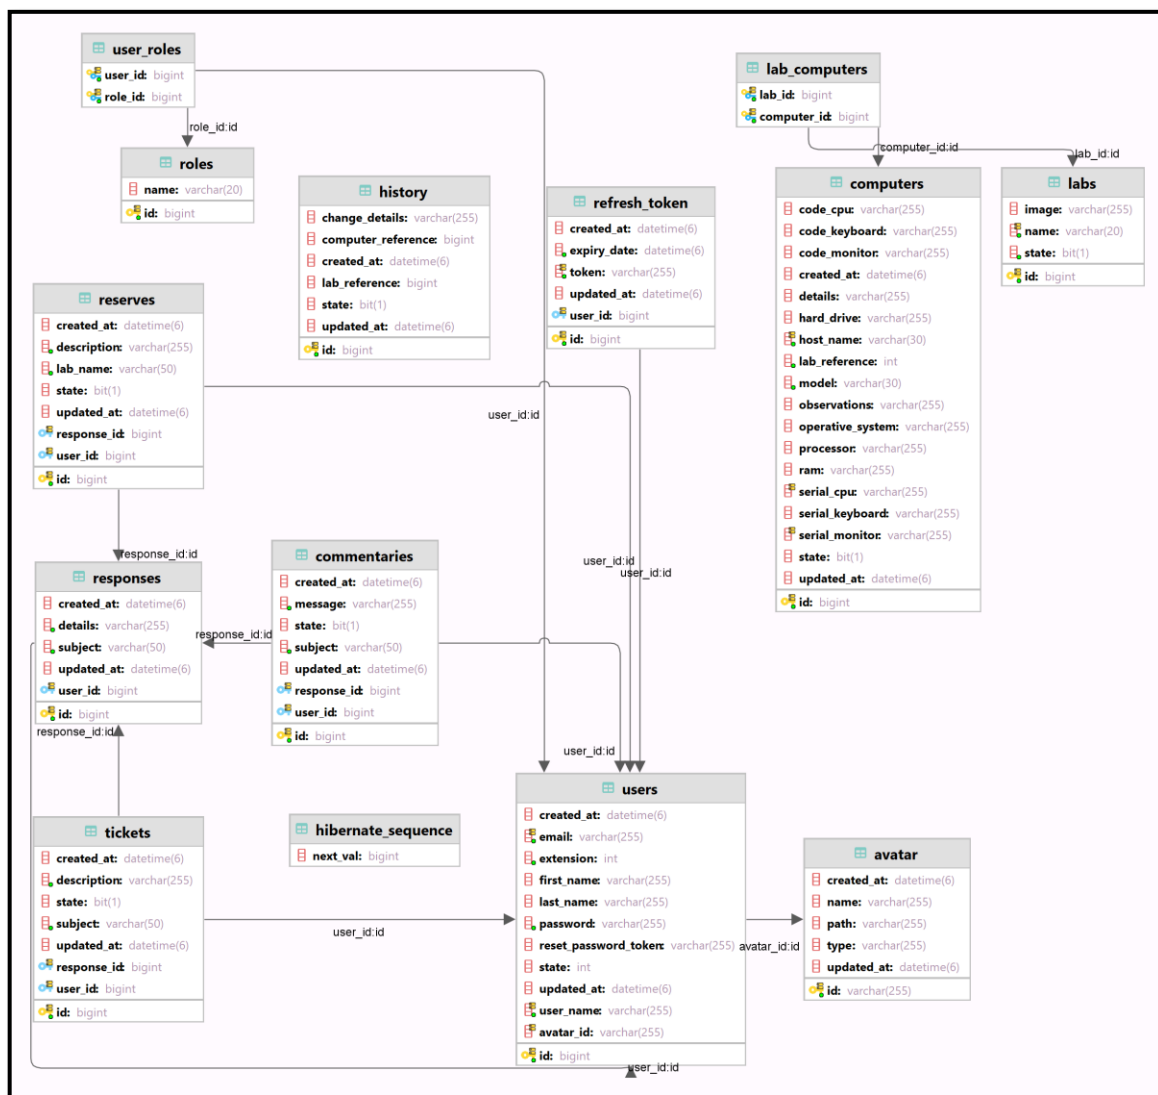 user_roles
user_id: bigint
role_id: bigint
role_id:id
roles
name: varchar(20)
id: bigint
lab_computers
lab_id: bigint
computer_id: bigint
computer_id:id
lab_id:id
history
change_details: varchar(255)
computer_reference: bigint
created_at: datetime(6)
lab_reference: bigint
state: bit(1)
updated_at: datetime(6)
id: bigint
refresh_token
created_at: datetime(6)
expiry_date: datetime(6)
token: varchar(255)
updated_at: datetime(6)
user_id: bigint
id: bigint
computers
code_cpu: varchar(255)
code_keyboard: varchar(255)
code_monitor: varchar(255)
created_at: datetime(6)
details: varchar(255)
hard_drive: varchar(255)
host_name: varchar(30)
lab_reference: int
model: varchar(30)
observations: varchar(255)
operative_system: varchar(255)
processor: varchar(255)
ram: varchar(255)
serial_cpu: varchar(255)
serial_keyboard: varchar(255)
serial_monitor: varchar(255)
state: bit(1)
updated_at: datetime(6)
id: bigint
labs
image: varchar(255)
name: varchar(20)
state: bit(1)
id: bigint
reserves
created_at: datetime(6)
description: varchar(255)
lab_name: varchar(50)
state: bit(1)
updated_at: datetime(6)
response_id: bigint
user_id: bigint
id: bigint
user_id:id
response_id:id
user_id:id
user_id:id
responses
created_at: datetime(6)
details: varchar(255)
subject: varchar(50)
updated_at: datetime(6)
user_id: bigint
id: bigint
response_id:id
commentaries
created_at: datetime(6)
message: varchar(255)
state: bit(1)
subject: varchar(50)
updated_at: datetime(6)
response_id: bigint
user_id: bigint
id: bigint
response_id:id
user_id:id
tickets
created_at: datetime(6)
description: varchar(255)
state: bit(1)
subject: varchar(50)
updated_at: datetime(6)
response_id: bigint
user_id: bigint
id: bigint
hibernate_sequence
next_val: bigint
user_id:id
users
created_at: datetime(6)
email: varchar(255)
extension: int
first_name: varchar(255)
last_name: varchar(255)
password: varchar(255)
reset_password_token: varchar(255)
state: int
updated_at: datetime(6)
user_name: varchar(255)
avatar_id: varchar(255)
id: bigint
user_id:id
avatar_id:id
avatar
created_at: datetime(6)
name: varchar(255)
path: varchar(255)
type: varchar(255)
updated_at: datetime(6)
id: varchar(255)